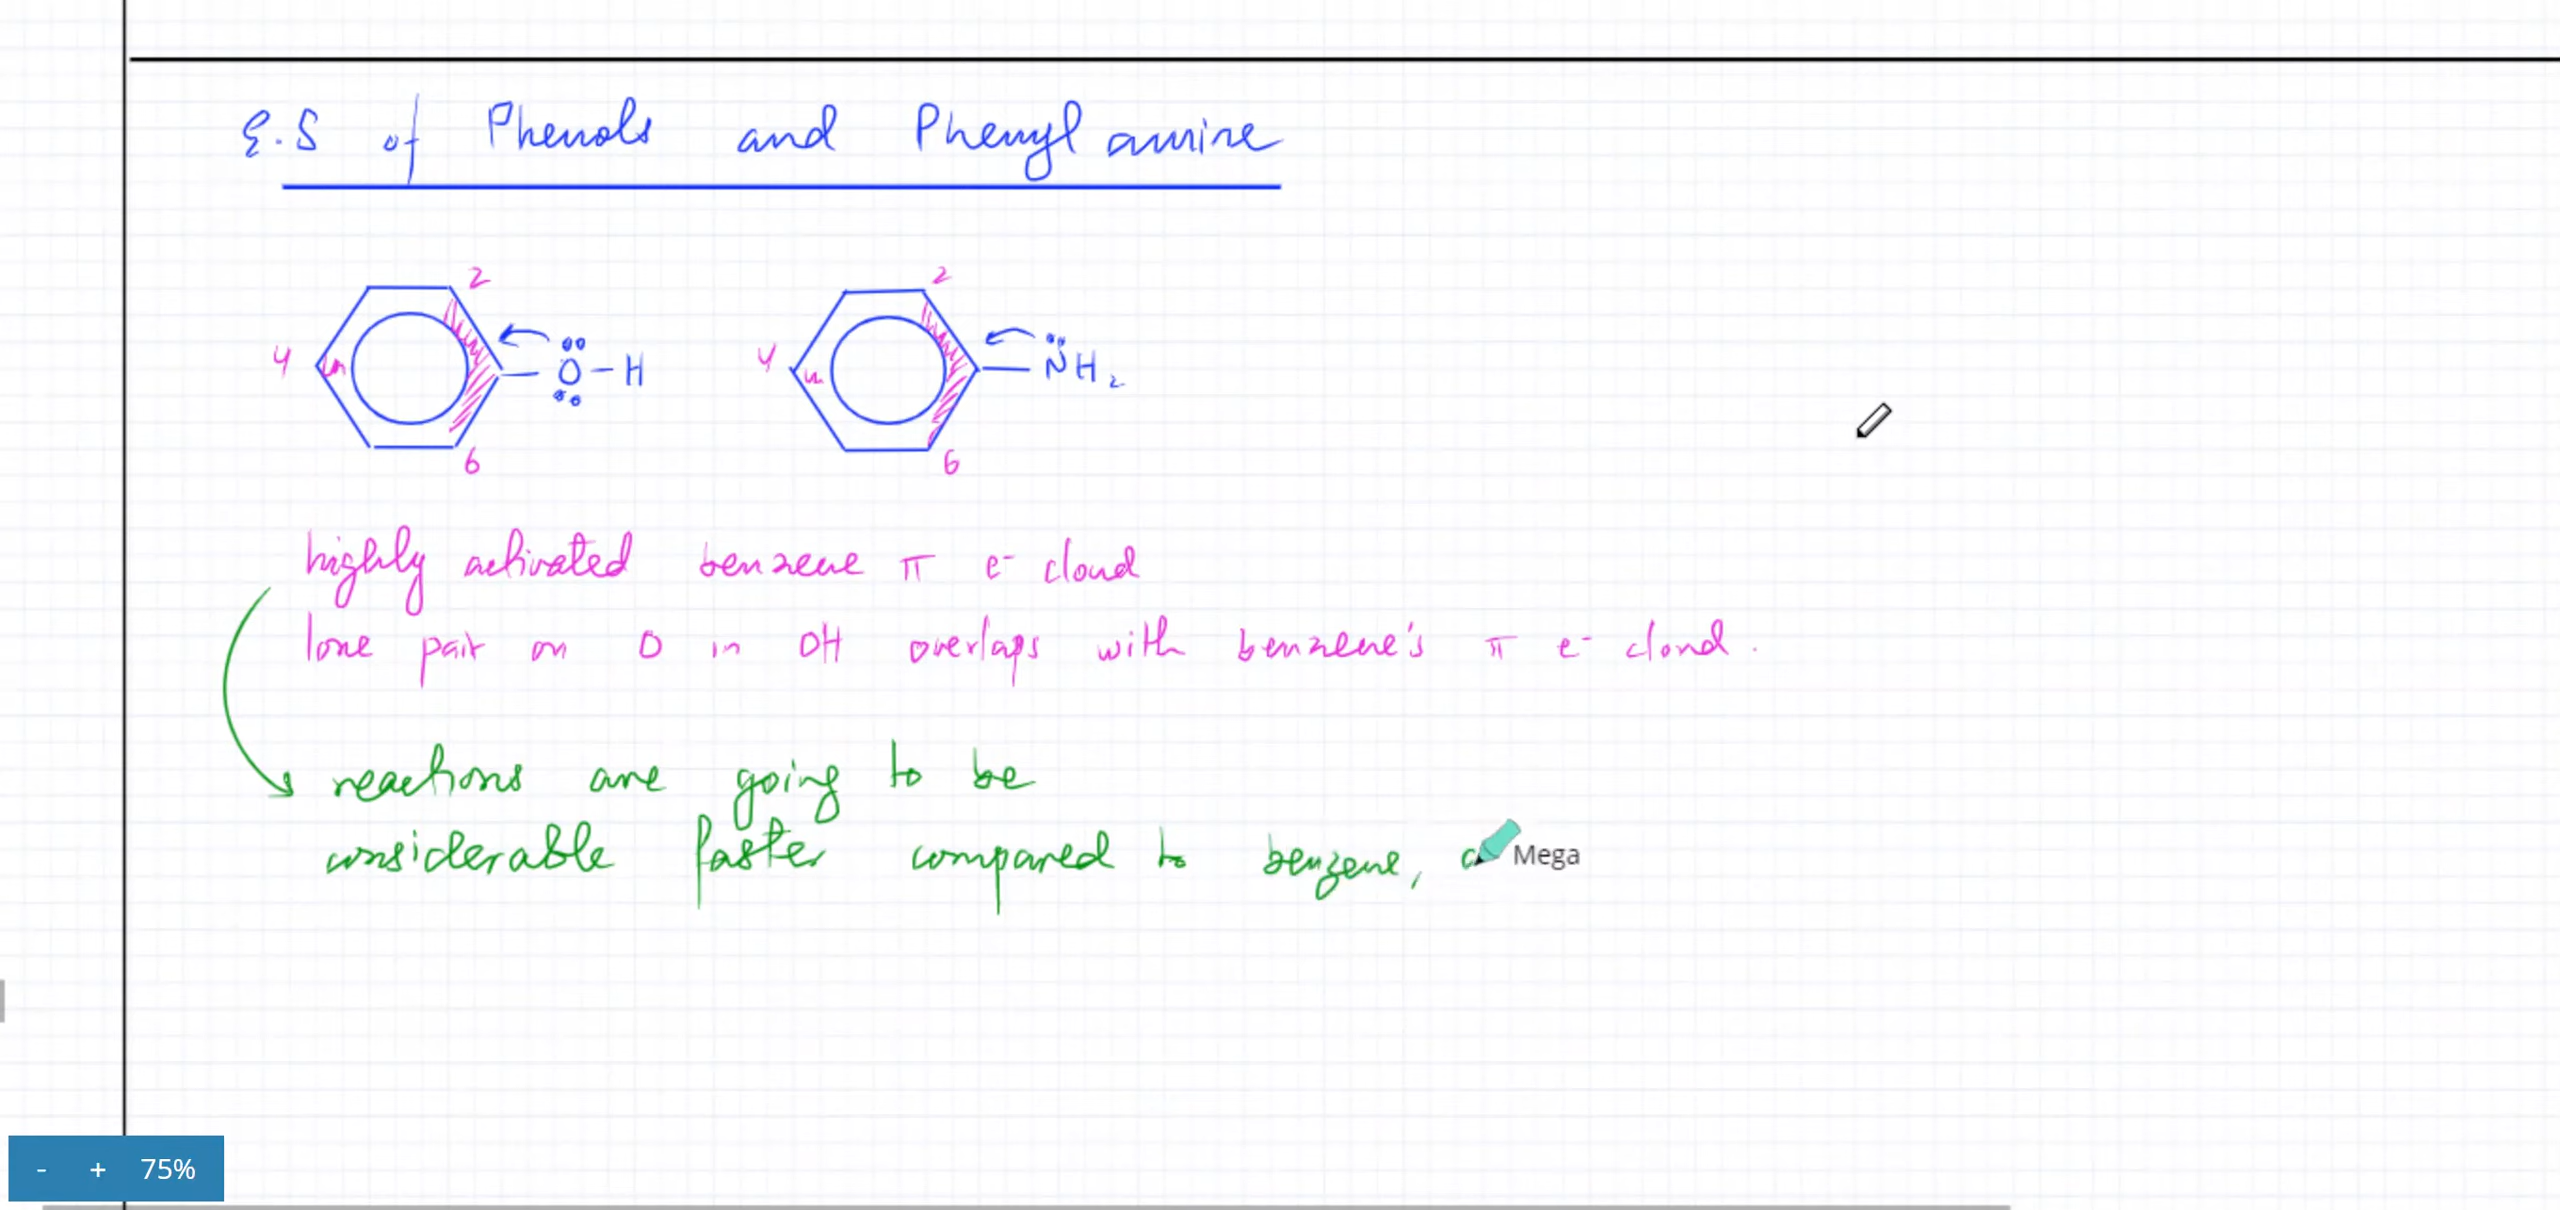 E.S of Phenols and Phenyl amine
2 2
4 O-H 4 NH2
6 6
highly activated benzene π e- cloud
lone pair on O in OH overlaps with benzene's π e- cloud.
reactions are going to be
considerable faster compared to benzene,
Mega
- + 75%